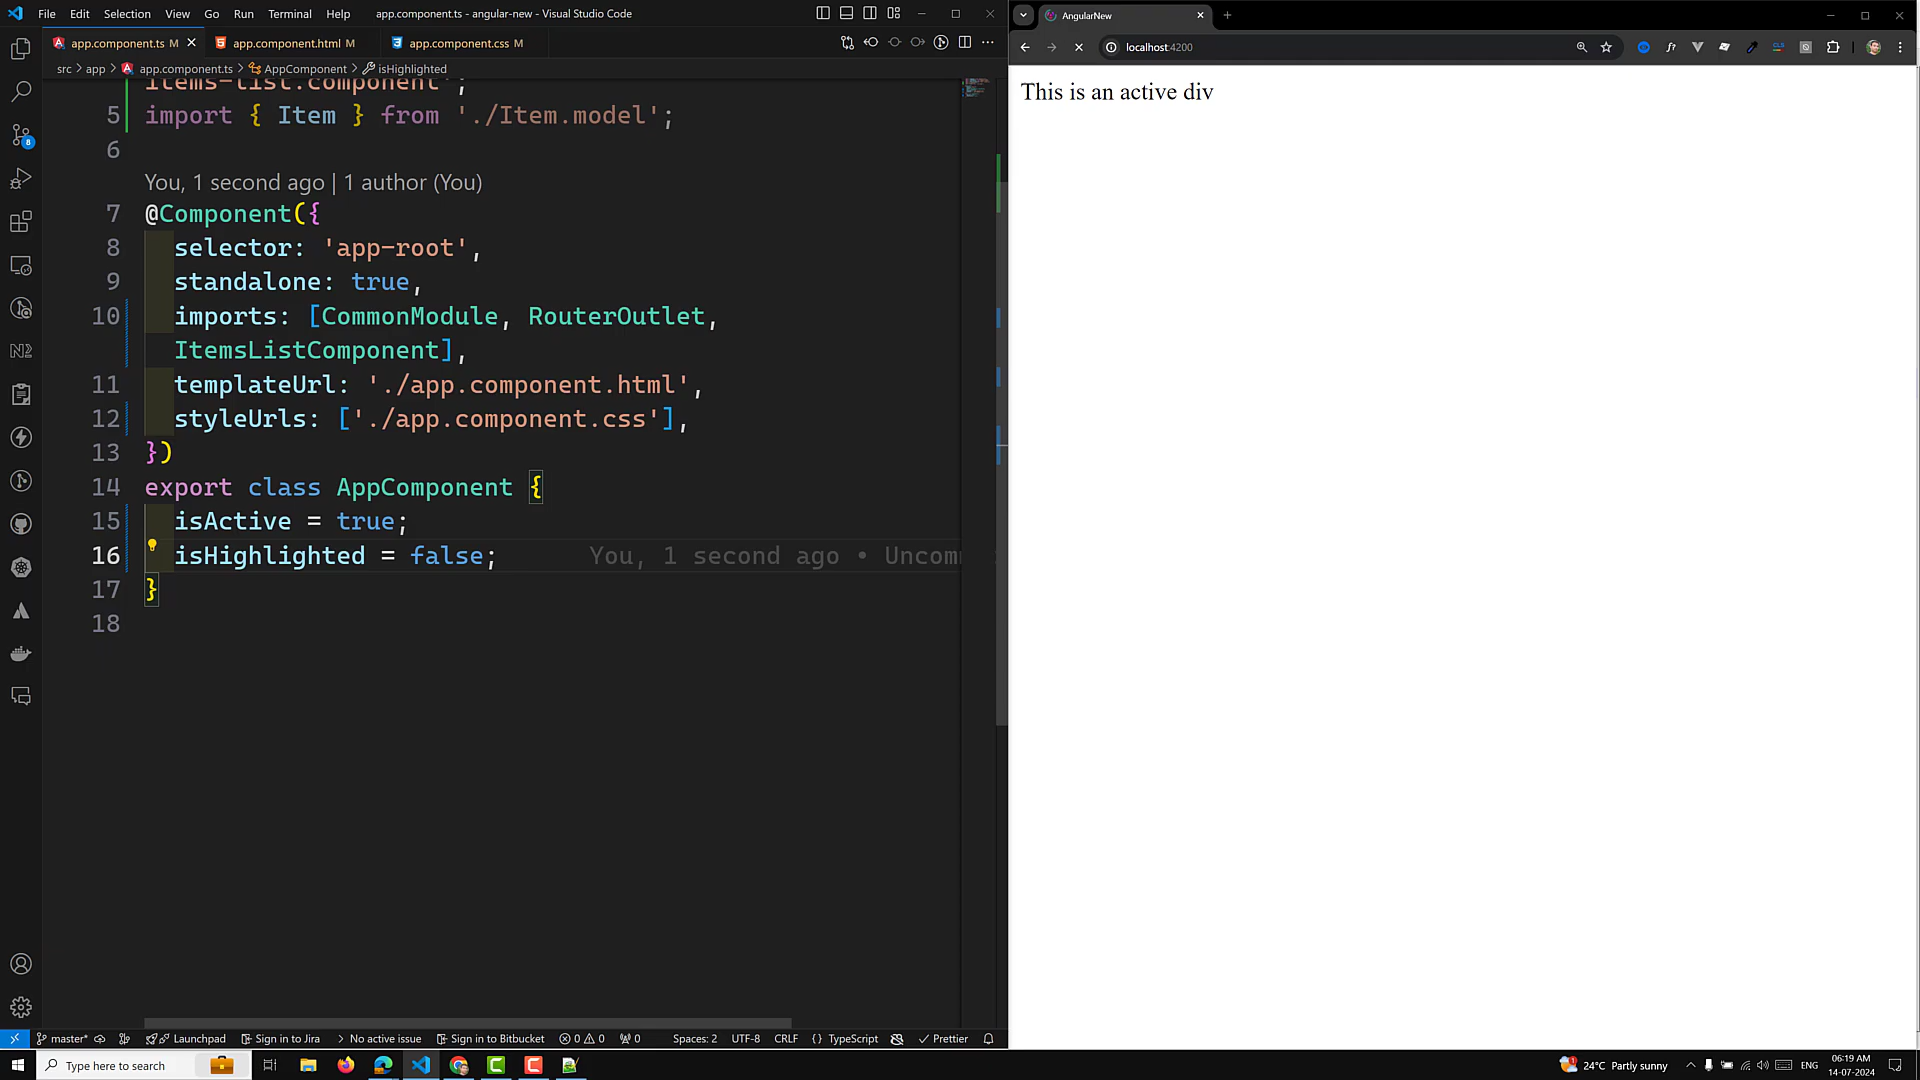 File Edit Selection View Go Run Terminal Help app.component.ts - angular-new - Visual Studio Code
app.component.ts M
app.component.html M
app.component.css M
src > app > app.component.ts > AppComponent > isHighlighted
items-list.component';
5 import { Item } from './Item.model';
6
You, 1 second ago | 1 author (You)
7 @Component({
8 selector: 'app-root',
9 standalone: true,
10 imports: [CommonModule, RouterOutlet,
ItemsListComponent],
11 templateUrl: './app.component.html',
12 styleUrls: ['./app.component.css'],
13 })
14 export class AppComponent {
15 isActive = true;
16 isHighlighted = false; You, 1 second ago • Uncom
17 }
18
8
N2
master* Launchpad Sign in to Jira No active issue Sign in to Bitbucket 0 0 0 Spaces: 2 UTF-8 CRLF {} TypeScript Prettier
AngularNew
localhost:4200
This is an active div
Type here to search
1 24°C Partly sunny ENG 06:19 AM
14-07-2024